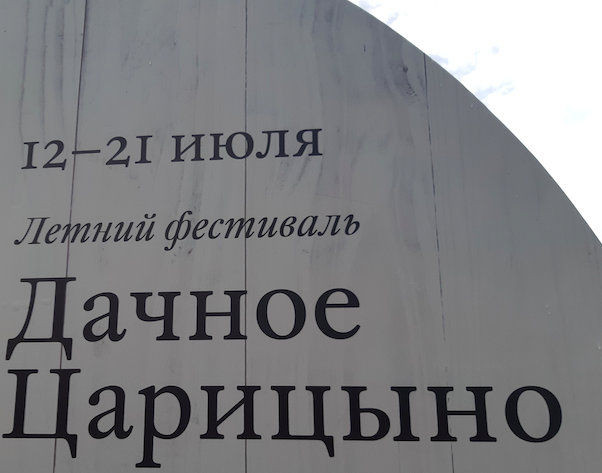 12–21 июля
Летний фестиваль
Дачное
Царицыно